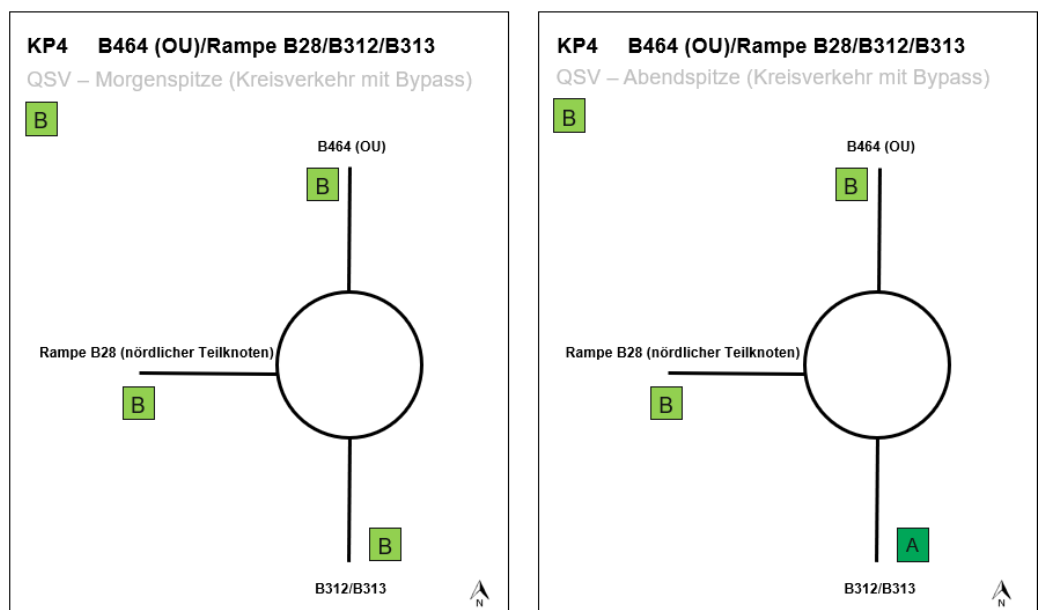 KP4 B464 (OU)/Rampe B28/B312/B313
QSV – Morgenspitze (Kreisverkehr mit Bypass)
B
B464 (OU)
B
Rampe B28 (nördlicher Teilknoten)
B
B
B312/B313
N
KP4 B464 (OU)/Rampe B28/B312/B313
QSV – Abendspitze (Kreisverkehr mit Bypass)
B
B464 (OU)
B
Rampe B28 (nördlicher Teilknoten)
B
A
B312/B313
N